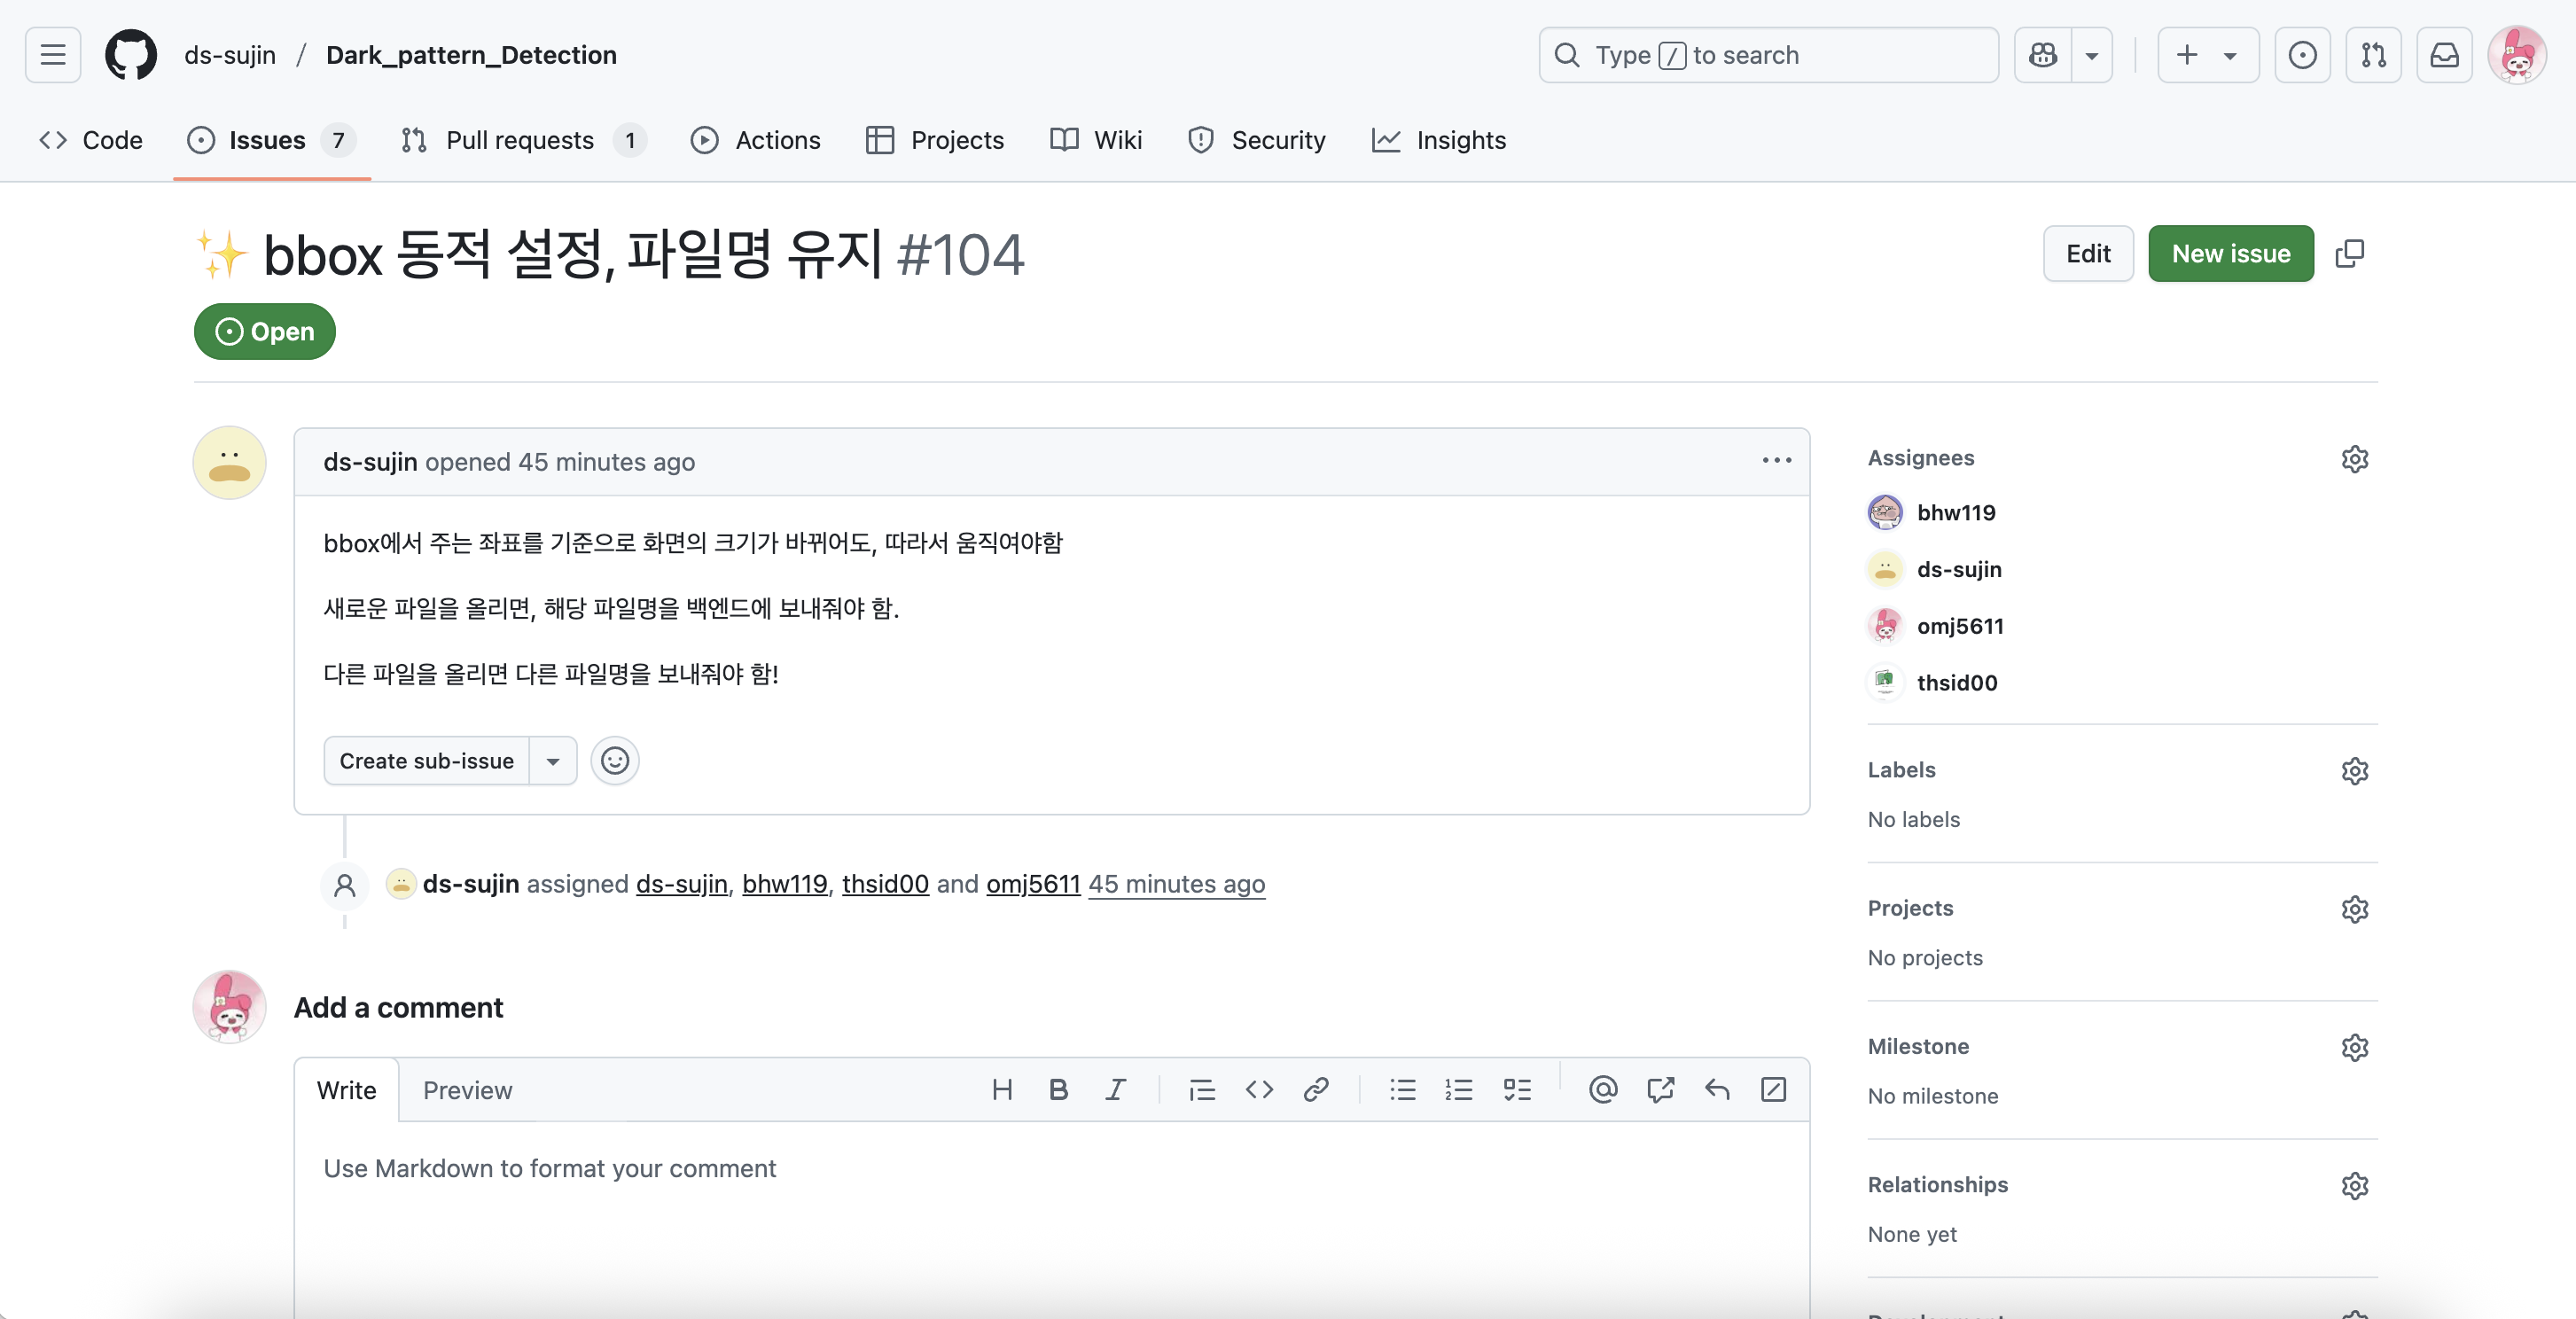 ds-sujin / Dark_pattern_Detection
Type / to search
Code
Issues 7
Pull requests 1
Actions
Projects
Wiki
Security
Insights
✨ bbox 동적 설정, 파일명 유지 #104
Edit
New issue
Open
ds-sujin opened 45 minutes ago
bbox에서 주는 좌표를 기준으로 화면의 크기가 바뀌어도, 따라서 움직여야함
새로운 파일을 올리면, 해당 파일명을 백엔드에 보내줘야 함.
다른 파일을 올리면 다른 파일명을 보내줘야 함!
Create sub-issue
ds-sujin assigned ds-sujin, bhw119, thsid00 and omj5611 45 minutes ago
Add a comment
Write
Preview
Use Markdown to format your comment
Assignees
bhw119
ds-sujin
omj5611
thsid00
Labels
No labels
Projects
No projects
Milestone
No milestone
Relationships
None yet